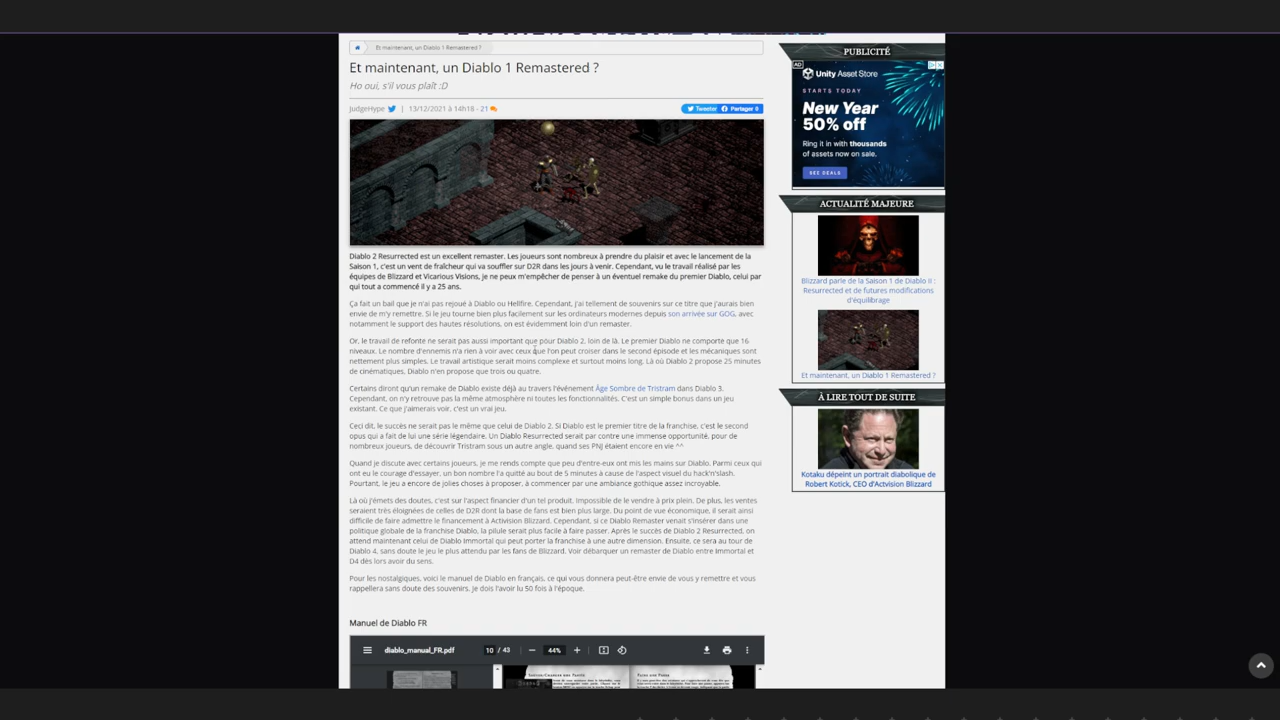 Et maintenant, un Diablo 1 Remastered ?
Et maintenant, un Diablo 1 Remastered ?
Ho oui, s'il vous plaît :D
JudgeHype | 13/12/2021 à 14h18 - 21
Tweeter Partager 0
Diablo 2 Resurrected est un excellent remaster. Les joueurs sont nombreux à prendre du plaisir et avec le lancement de la
Saison 1, c'est un vent de fraîcheur qui va souffler sur D2R dans les jours à venir. Cependant, vu le travail réalisé par les
équipes de Blizzard et Vicarious Visions, je ne peux m'empêcher de penser à un éventuel remake du premier Diablo, celui par
qui tout a commencé il y a 25 ans.
Ça fait un bail que je n'ai pas rejoué à Diablo ou Hellfire. Cependant, j'ai tellement de souvenirs sur ce titre que j'aurais bien
envie de m'y remettre. Si le jeu tourne bien plus facilement sur les ordinateurs modernes depuis son arrivée sur GOG, avec
notamment le support des hautes résolutions, on est évidemment loin d'un remaster.
Or, le travail de refonte ne serait pas aussi important que pour Diablo 2, loin de là. Le premier Diablo ne comporte que 16
niveaux. Le nombre d'ennemis n'a rien à voir avec ceux que l'on peut croiser dans le second épisode et les mécaniques sont
nettement plus simples. Le travail artistique serait moins complexe et surtout moins long. Là où Diablo 2 propose 25 minutes
de cinématiques, Diablo n'en propose que trois ou quatre.
Certains diront qu'un remake de Diablo existe déjà au travers l'événement Âge Sombre de Tristram dans Diablo 3.
Cependant, on n'y retrouve pas la même atmosphère ni toutes les fonctionnalités. C'est un simple bonus dans un jeu
existant. Ce que j'aimerais voir, c'est un vrai jeu.
Ceci dit, le succès ne serait pas le même que celui de Diablo 2. Si Diablo est le premier titre de la franchise, c'est le second
opus qui a fait de lui une série légendaire. Un Diablo Resurrected serait par contre une immense opportunité, pour de
nombreux joueurs, de découvrir Tristram sous un autre angle, quand ses PNJ étaient encore en vie ^^
Quand je discute avec certains joueurs, je me rends compte que peu d'entre-eux ont mis les mains sur Diablo. Parmi ceux qui
ont eu le courage d'essayer, un bon nombre l'a quitté au bout de 5 minutes à cause de l'aspect visuel du hack'n'slash.
Pourtant, le jeu a encore de jolies choses à proposer, à commencer par une ambiance gothique assez incroyable.
Là où j'émets des doutes, c'est sur l'aspect financier d'un tel produit. Impossible de le vendre à prix plein. De plus, les ventes
seraient très éloignées de celles de D2R dont la base de fans est bien plus large. Du point de vue économique, il serait ainsi
difficile de faire admettre le financement à Activision Blizzard. Cependant, si ce Diablo Remaster venait s'insérer dans une
politique globale de la franchise Diablo, la pilule serait plus facile à faire passer. Après le succès de Diablo 2 Resurrected, on
attend maintenant celui de Diablo Immortal qui peut porter la franchise à une autre dimension. Ensuite, ce sera au tour de
Diablo 4, sans doute le jeu le plus attendu par les fans de Blizzard. Voir débarquer un remaster de Diablo entre Immortal et
D4 dès lors avoir du sens.
Pour les nostalgiques, voici le manuel de Diablo en français, ce qui vous donnera peut-être envie de vous y remettre et vous
rappellera sans doute des souvenirs. Je dois l'avoir lu 50 fois à l'époque.
Manuel de Diablo FR
diablo_manual_FR.pdf 10 / 43 44%
PUBLICITÉ
AD
Unity Asset Store
STARTS TODAY
New Year
50% off
Ring it in with thousands
of assets now on sale.
SEE DEALS
ACTUALITÉ MAJEURE
Blizzard parle de la Saison 1 de Diablo II :
Resurrected et de futures modifications
d'équilibrage
Et maintenant, un Diablo 1 Remastered ?
À LIRE TOUT DE SUITE
Kotaku dépeint un portrait diabolique de
Robert Kotick, CEO d'Actvision Blizzard